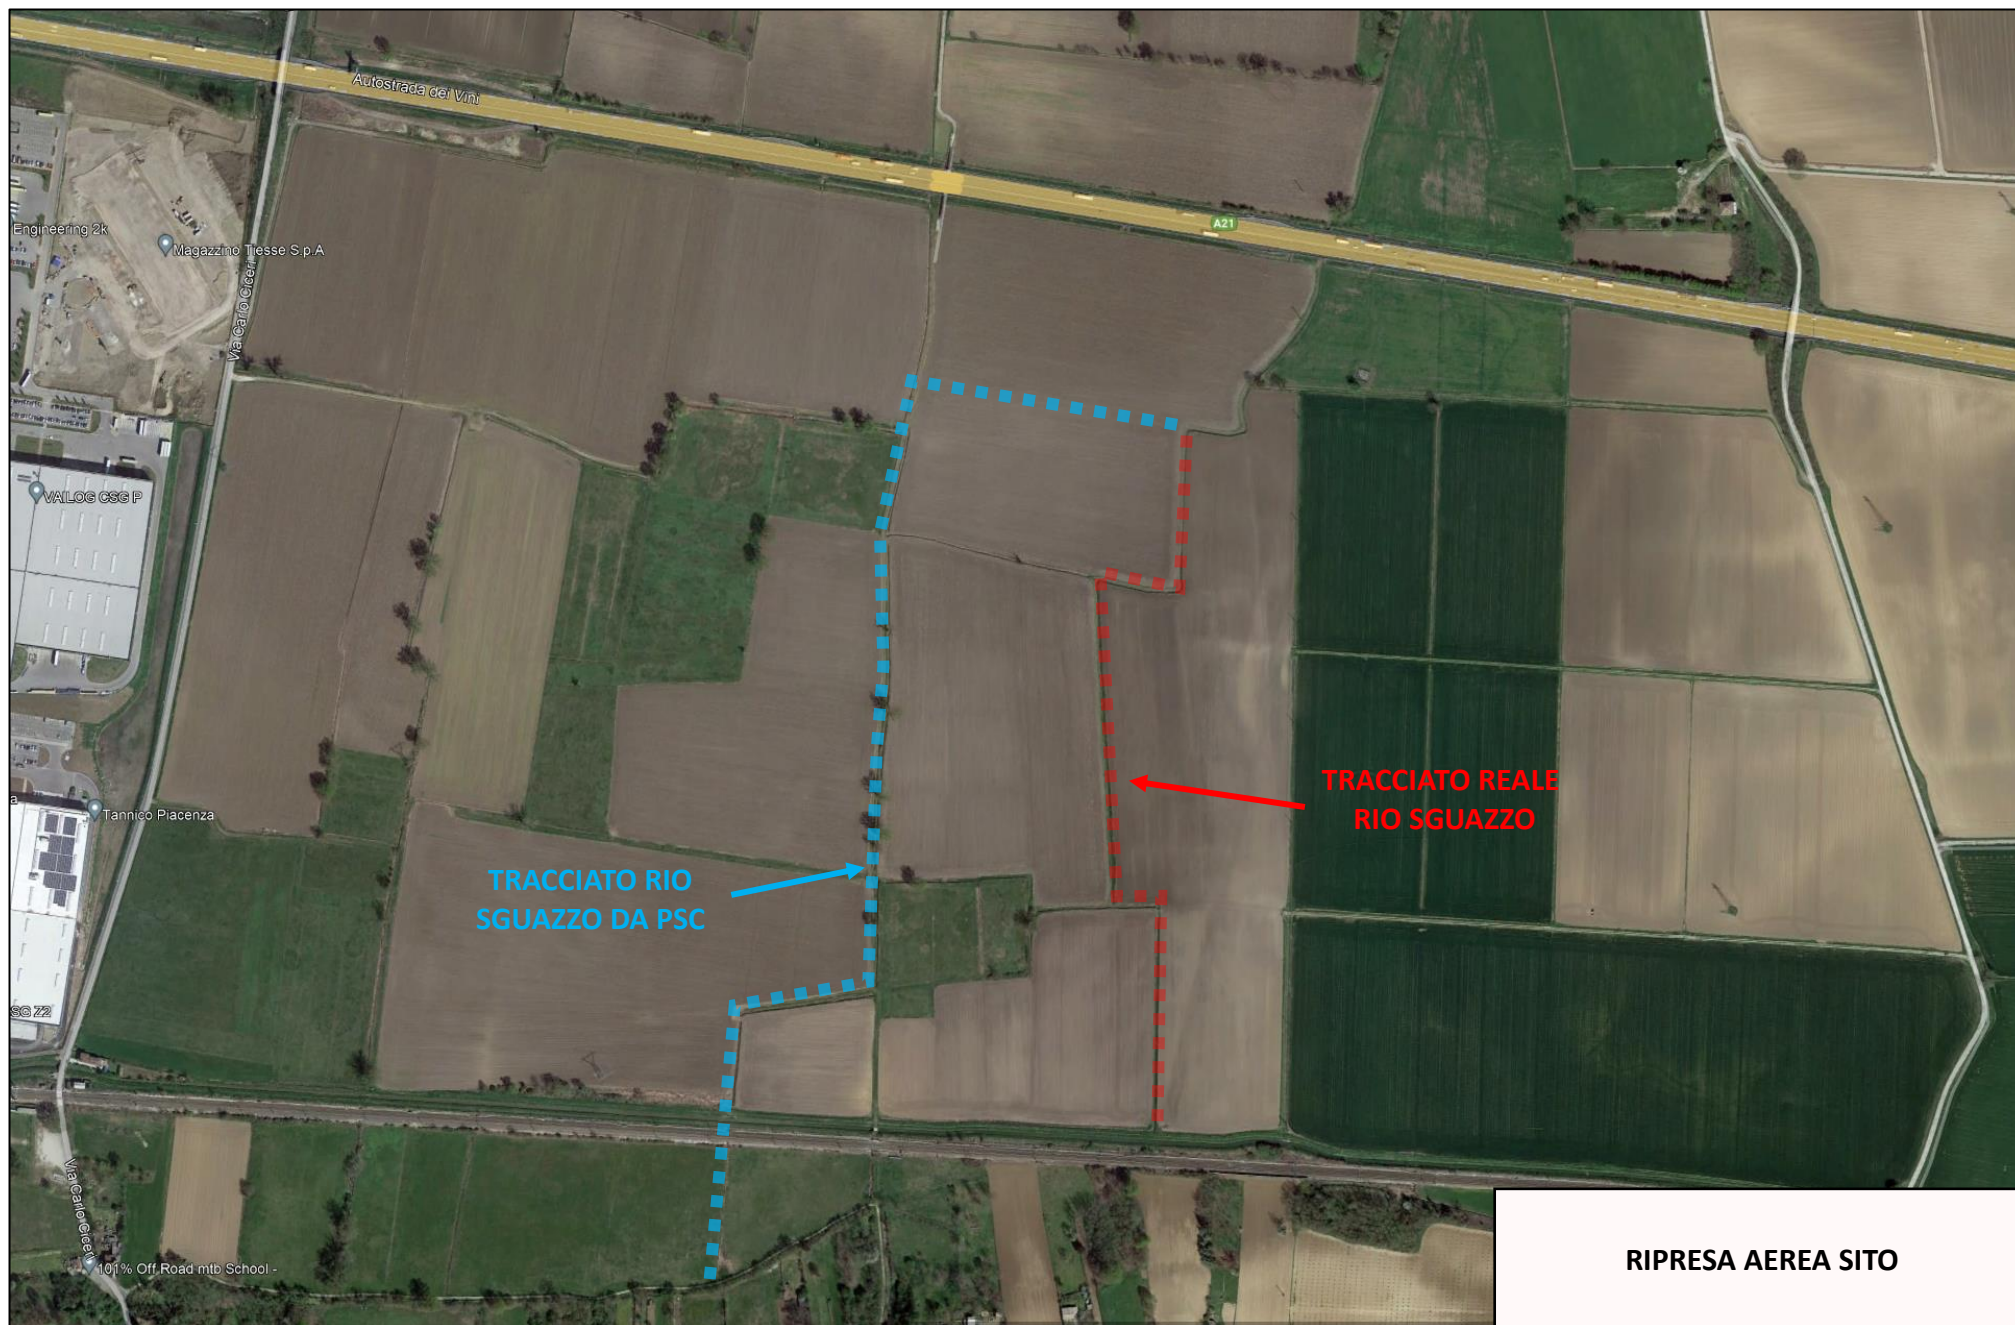 Autostrada dei Vini
A21
Engineering 2k
Magazzino Tiesse S.p.A
Via Carlo Ciceri
VAILOG CSG P
TRACCIATO REALE
RIO SGUAZZO
a
Tannico Piacenza
TRACCIATO RIO
SGUAZZO DA PSC
SC Z2
Via Carlo Ciceri
101% Off Road mtb School -
RIPRESA AEREA SITO